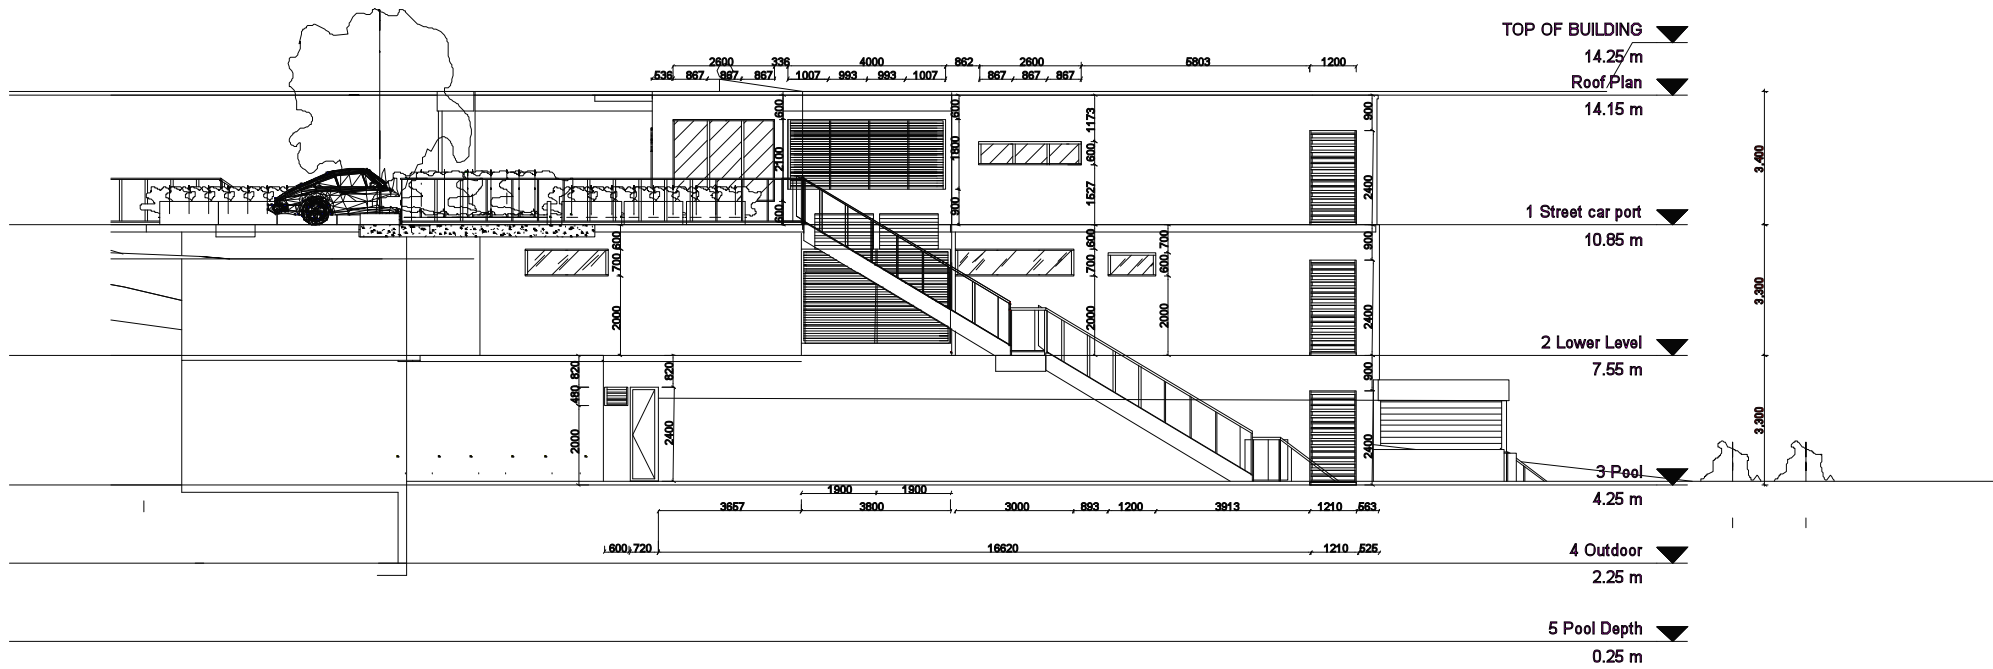 TOP OF BUILDING
14.25 m
2600 336 4000 862 2600 5803 1200
536 867 867 867 1007 993 993 1007 867 867 867
Roof Plan
14.15 m
600 600 1173 900
2100 1800 600 2400 3,400
600 900 1527
1 Street car port
10.85 m
600 600 700 900
700 700 600
2000 2000 2000 2400 3,300
2 Lower Level
7.55 m
820 820 900
480
2000 2400 2400 3,300
3 Pool
4.25 m
1900 1900
3657 3800 3000 893 1200 3913 1210 563
600 720 16620 1210 525
4 Outdoor
2.25 m
5 Pool Depth
0.25 m